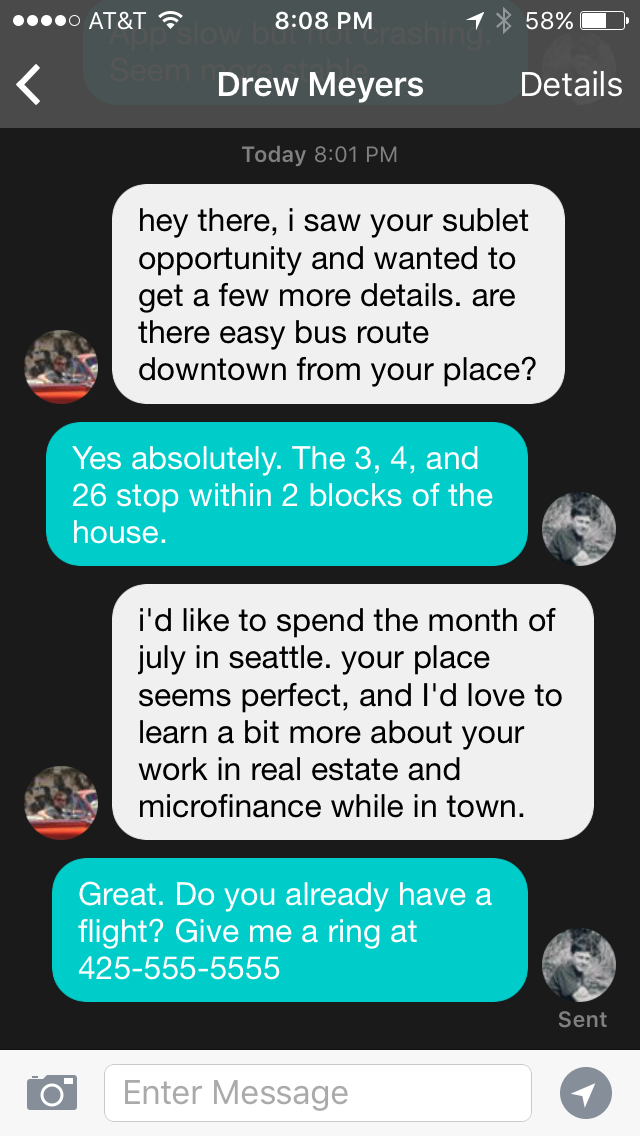 AT&T 8:08 PM 58%
App slow but not crashing.
Seem more stable.
Drew Meyers Details
Today 8:01 PM
hey there, i saw your sublet
opportunity and wanted to
get a few more details. are
there easy bus route
downtown from your place?
Yes absolutely. The 3, 4, and
26 stop within 2 blocks of the
house.
i'd like to spend the month of
july in seattle. your place
seems perfect, and I'd love to
learn a bit more about your
work in real estate and
microfinance while in town.
Great. Do you already have a
flight? Give me a ring at
425-555-5555
Sent
Enter Message